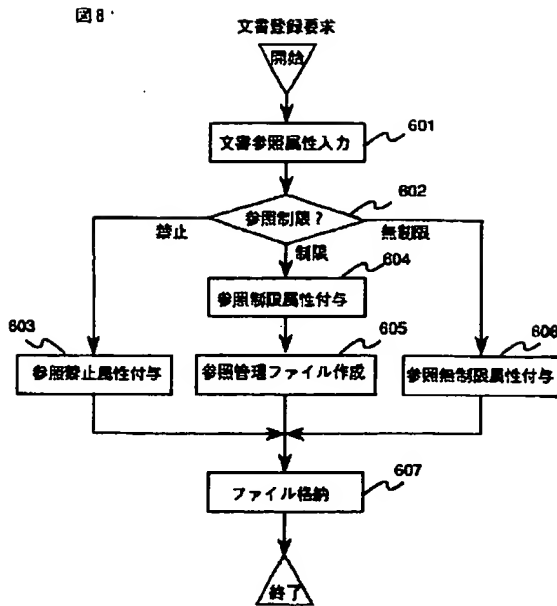 図8
文書登録要求
開始
601
文書参照属性入力
602
参照制限?
禁止
無制限
制限
604
参照制限属性付与
603
605
606
参照禁止属性付与
参照管理ファイル作成
参照無制限属性付与
607
ファイル格納
終了